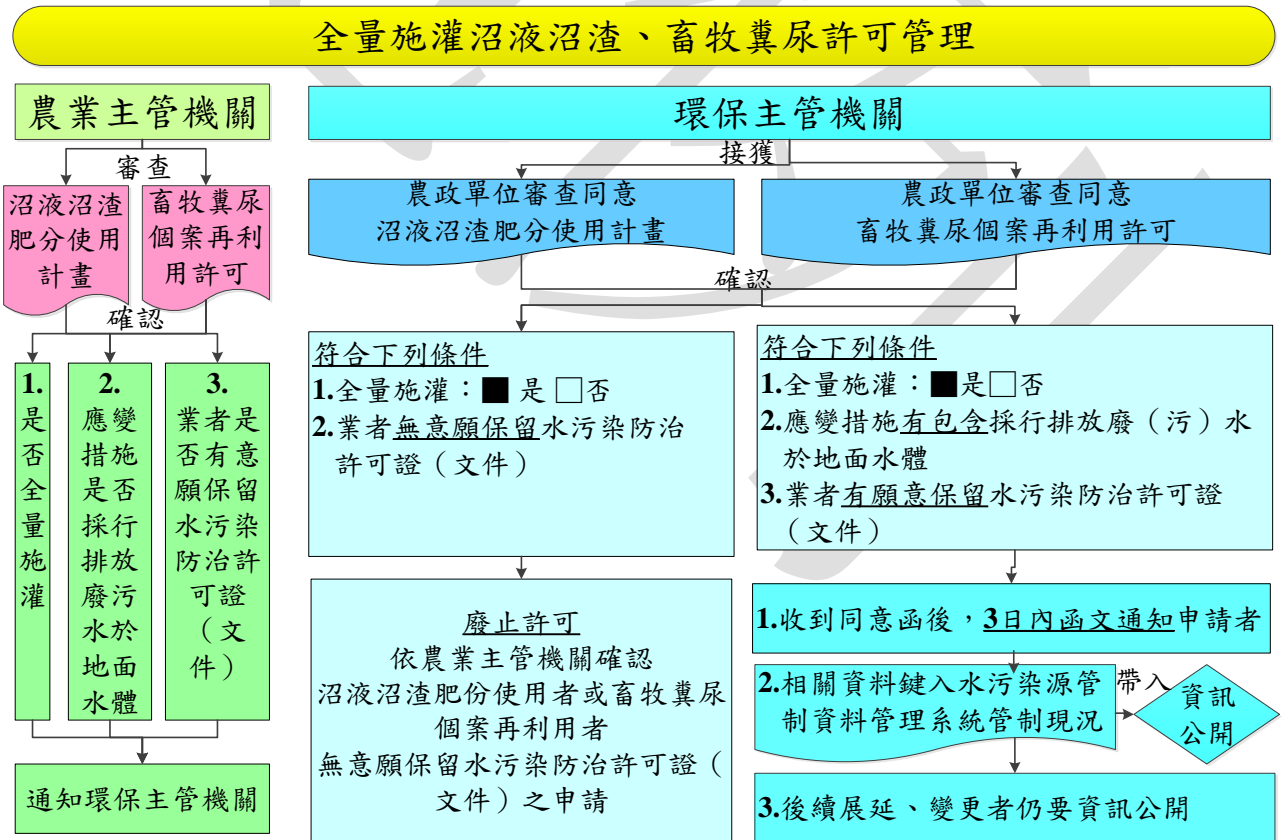 全量施灌沼液沼渣、畜牧糞尿許可管理
農業主管機關
審查
沼液沼渣
肥分使用
計畫
畜牧糞尿
個案再利
用許可
確認
1.
是
否
全
量
施
灌
2.
應變
措施
是否
採行
排放
廢污
水於
地面
水體
3.
業者是
否有意
願保留
水污染
防治許
可證
（文
件）
通知環保主管機關
環保主管機關
接獲
農政單位審查同意
沼液沼渣肥分使用計畫
農政單位審查同意
畜牧糞尿個案再利用許可
確認
符合下列條件
1.全量施灌：■ 是 □否
2.業者無意願保留水污染防治
許可證（文件）
廢止許可
依農業主管機關確認
沼液沼渣肥份使用者或畜牧糞尿
個案再利用者
無意願保留水污染防治許可證（
文件）之申請
符合下列條件
1.全量施灌：■是□否
2.應變措施有包含採行排放廢（污）水
於地面水體
3.業者有願意保留水污染防治許可證
（文件）
1.收到同意函後，3日內函文通知申請者
2.相關資料鍵入水污染源管
制資料管理系統管制現況
帶入
資訊
公開
3.後續展延、變更者仍要資訊公開